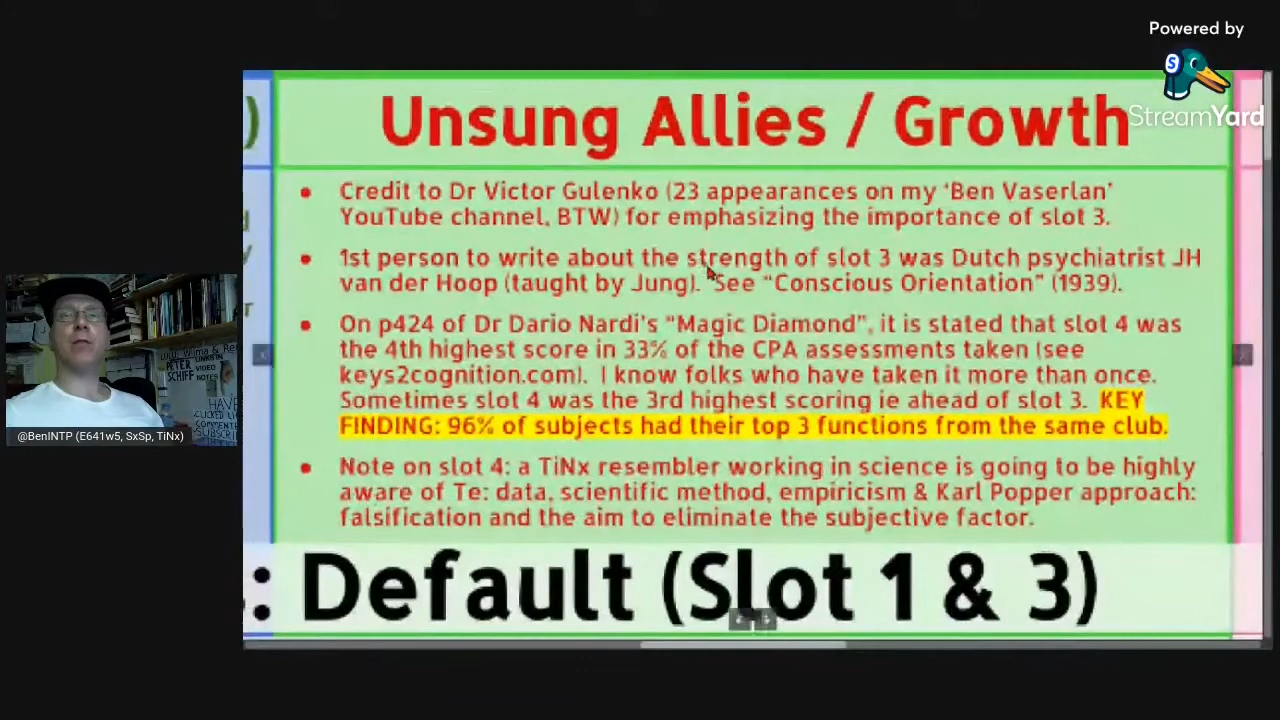 Powered by
StreamYard
Unsung Allies / Growth
Credit to Dr Victor Gulenko (23 appearances on my ‘Ben Vaserlan’
YouTube channel, BTW) for emphasizing the importance of slot 3.
1st person to write about the strength of slot 3 was Dutch psychiatrist JH
van der Hoop (taught by Jung). See “Conscious Orientation” (1939).
On p424 of Dr Dario Nardi’s “Magic Diamond”, it is stated that slot 4 was
the 4th highest score in 33% of the CPA assessments taken (see
keys2cognition.com). I know folks who have taken it more than once.
Sometimes slot 4 was the 3rd highest scoring ie ahead of slot 3. KEY
FINDING: 96% of subjects had their top 3 functions from the same club.
Note on slot 4: a TiNx resembler working in science is going to be highly
aware of Te: data, scientific method, empiricism & Karl Popper approach:
falsification and the aim to eliminate the subjective factor.
: Default (Slot 1 & 3)
PETER
SCHIFF
LINKS IN
VIDEO
NOTES
HAVE
@BenINTP (E641w5, SxSp, TiNx)